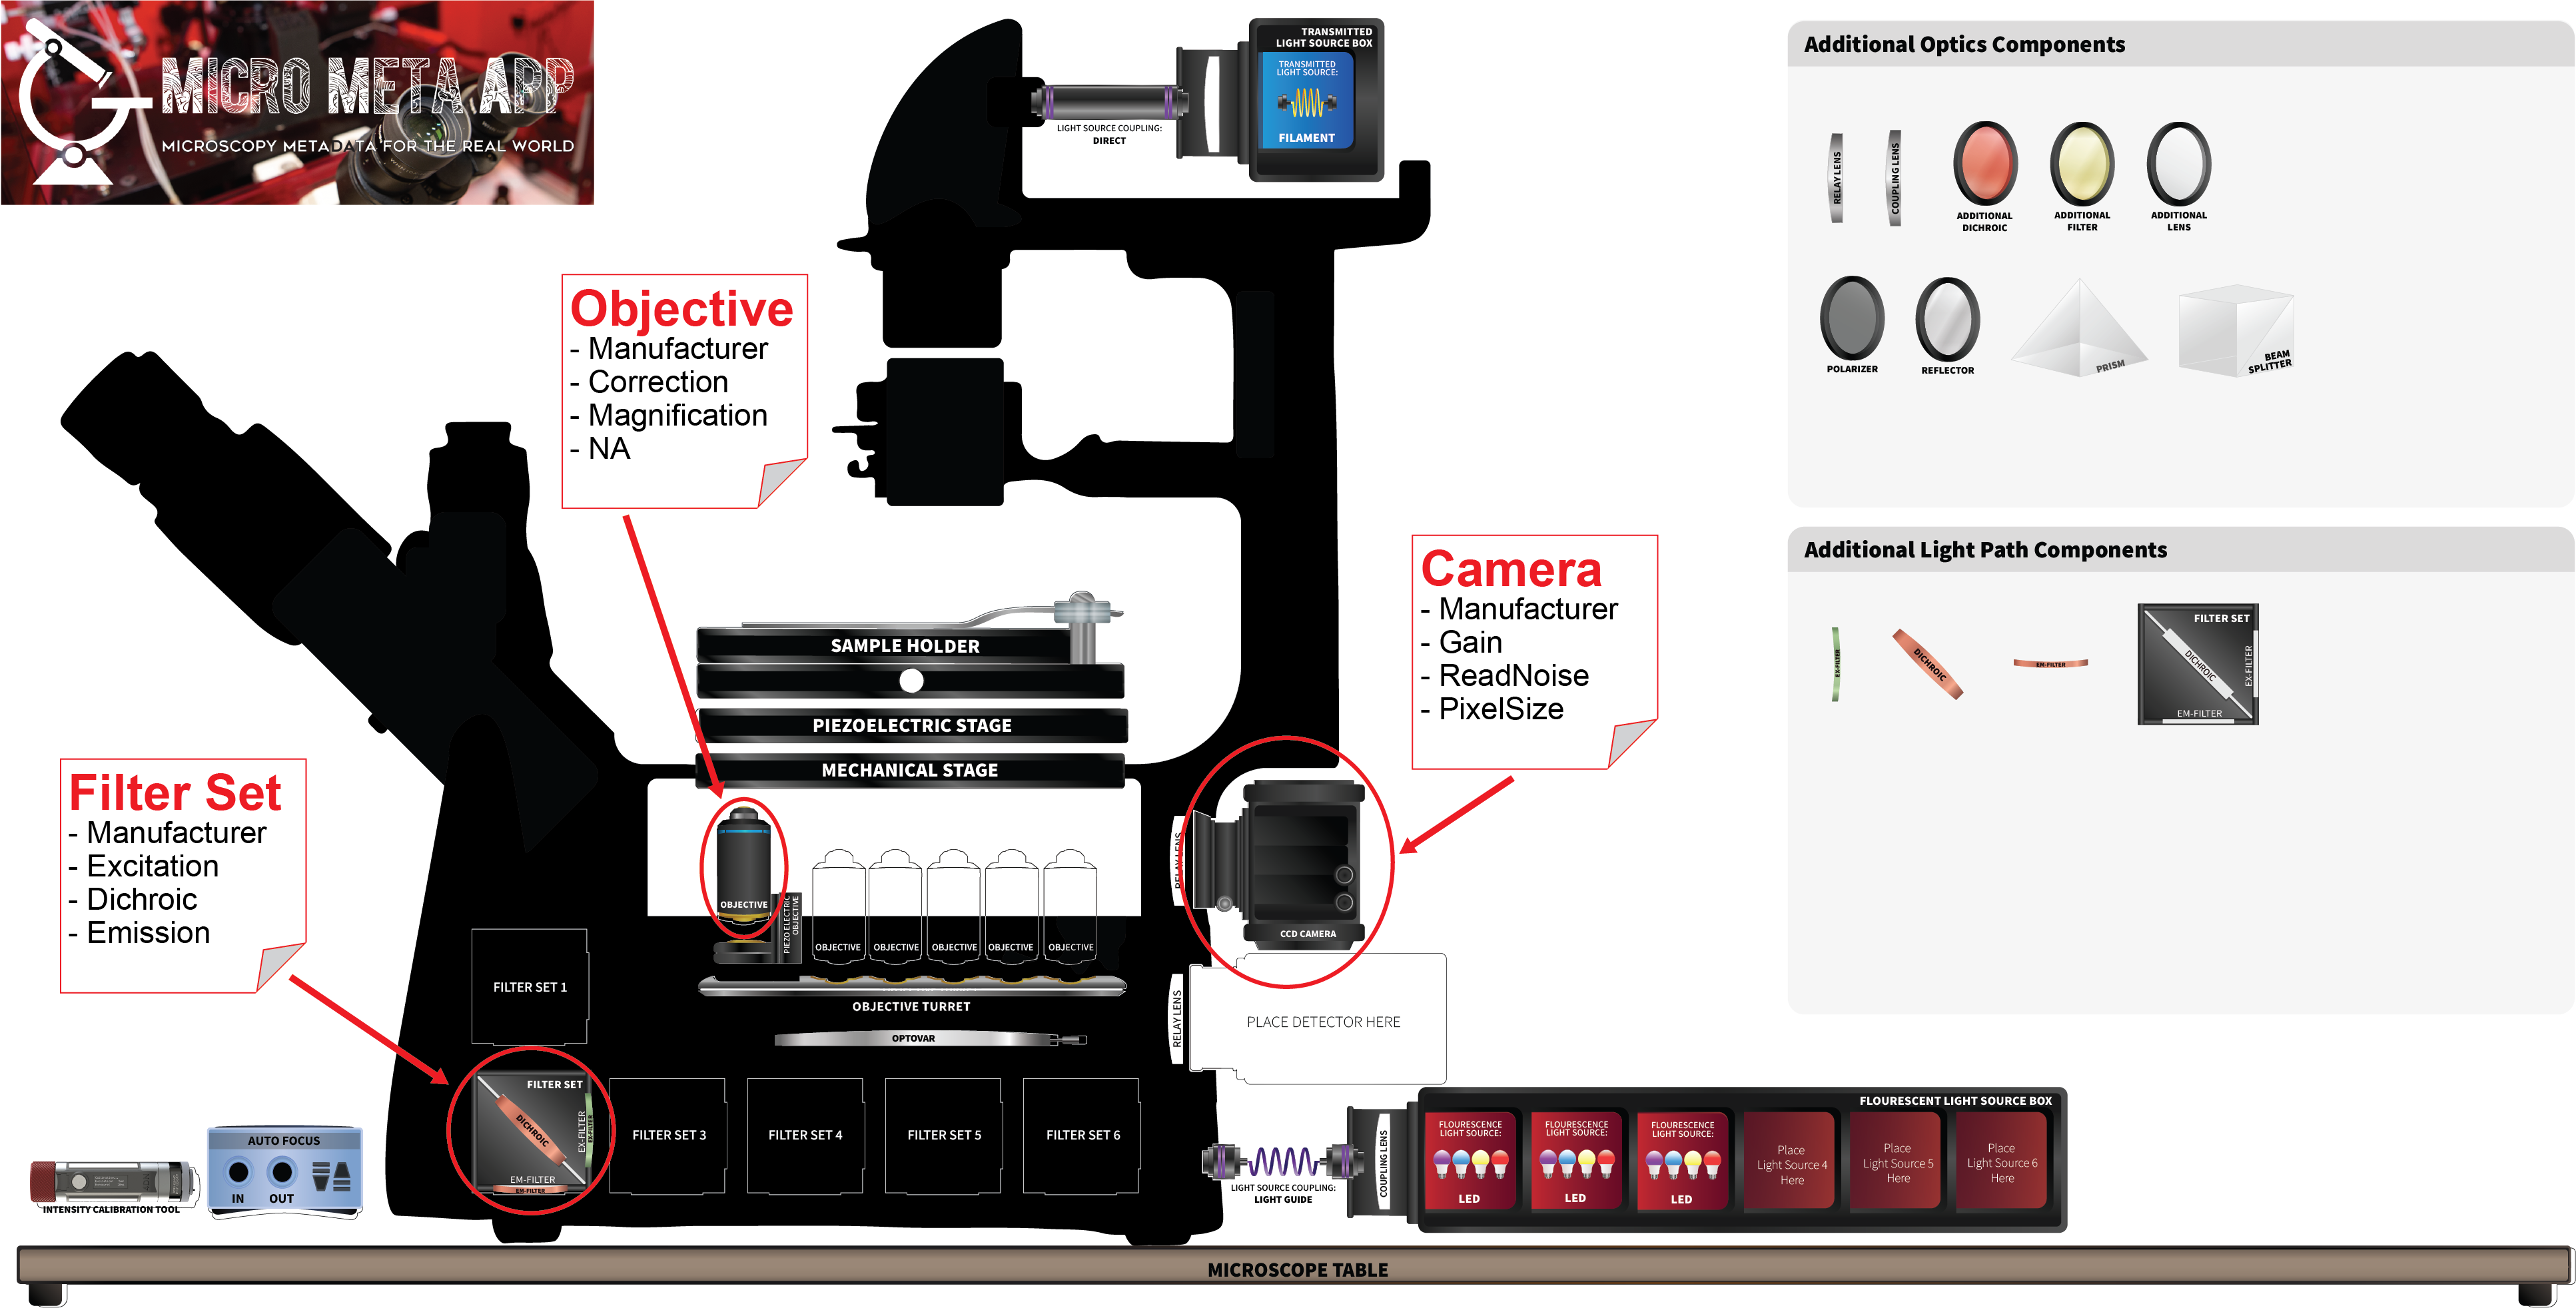 MICRO META APP
MICROSCOPY METADATA FOR THE REAL WORLD
TRANSMITTED
LIGHT SOURCE BOX
TRANSMITTED
LIGHT SOURCE:
FILAMENT
LIGHT SOURCE COUPLING:
DIRECT
Additional Optics Components
RELAY LENS
COUPLING LENS
ADDITIONAL
DICHROIC
ADDITIONAL
FILTER
ADDITIONAL
LENS
POLARIZER
REFLECTOR
PRISM
BEAM
SPLITTER
Additional Light Path Components
EX-FILTER
DICHROIC
EM-FILTER
FILTER SET
DICHROIC
EX-FILTER
EM-FILTER
Objective
- Manufacturer
- Correction
- Magnification
- NA
Camera
- Manufacturer
- Gain
- ReadNoise
- PixelSize
Filter Set
- Manufacturer
- Excitation
- Dichroic
- Emission
SAMPLE HOLDER
PIEZOELECTRIC STAGE
MECHANICAL STAGE
OBJECTIVE
PIEZO ELECTRIC
OBJECTIVE
OBJECTIVE
OBJECTIVE
OBJECTIVE
OBJECTIVE
OBJECTIVE
OBJECTIVE TURRET
OPTOVAR
RELAY LENS
CCD CAMERA
RELAY LENS
PLACE DETECTOR HERE
FILTER SET 1
FILTER SET
DICHROIC
EX-FILTER
EX-FILTER
EM-FILTER
EM-FILTER
FILTER SET 3
FILTER SET 4
FILTER SET 5
FILTER SET 6
INTENSITY CALIBRATION TOOL
AUTO FOCUS
IN
OUT
LIGHT SOURCE COUPLING:
LIGHT GUIDE
COUPLING LENS
FLOURESCENT LIGHT SOURCE BOX
FLOURESCENCE
LIGHT SOURCE:
LED
FLOURESCENCE
LIGHT SOURCE:
LED
FLOURESCENCE
LIGHT SOURCE:
LED
Place
Light Source 4
Here
Place
Light Source 5
Here
Place
Light Source 6
Here
MICROSCOPE TABLE